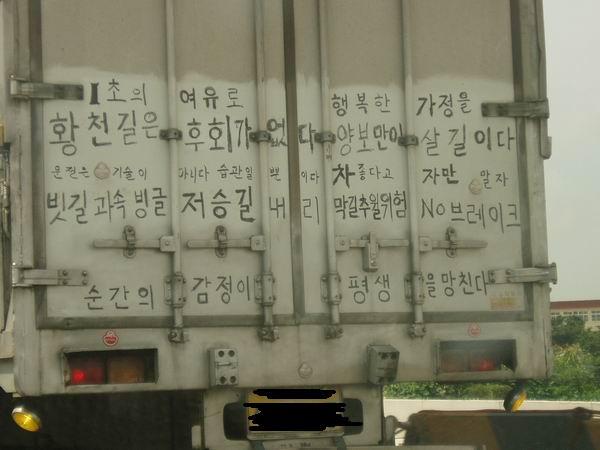 1초의 여유로 행복한 가정을
황천길은 후회가 없다 양보만이 살길이다
운전은 기술이 아니다 습관일 뿐이다 차 좋다고 자만 말자
빗길 과속 빙글 저승길 내리막길 추월 위험 No 브레이크
순간의 감정이 평생을 망친다